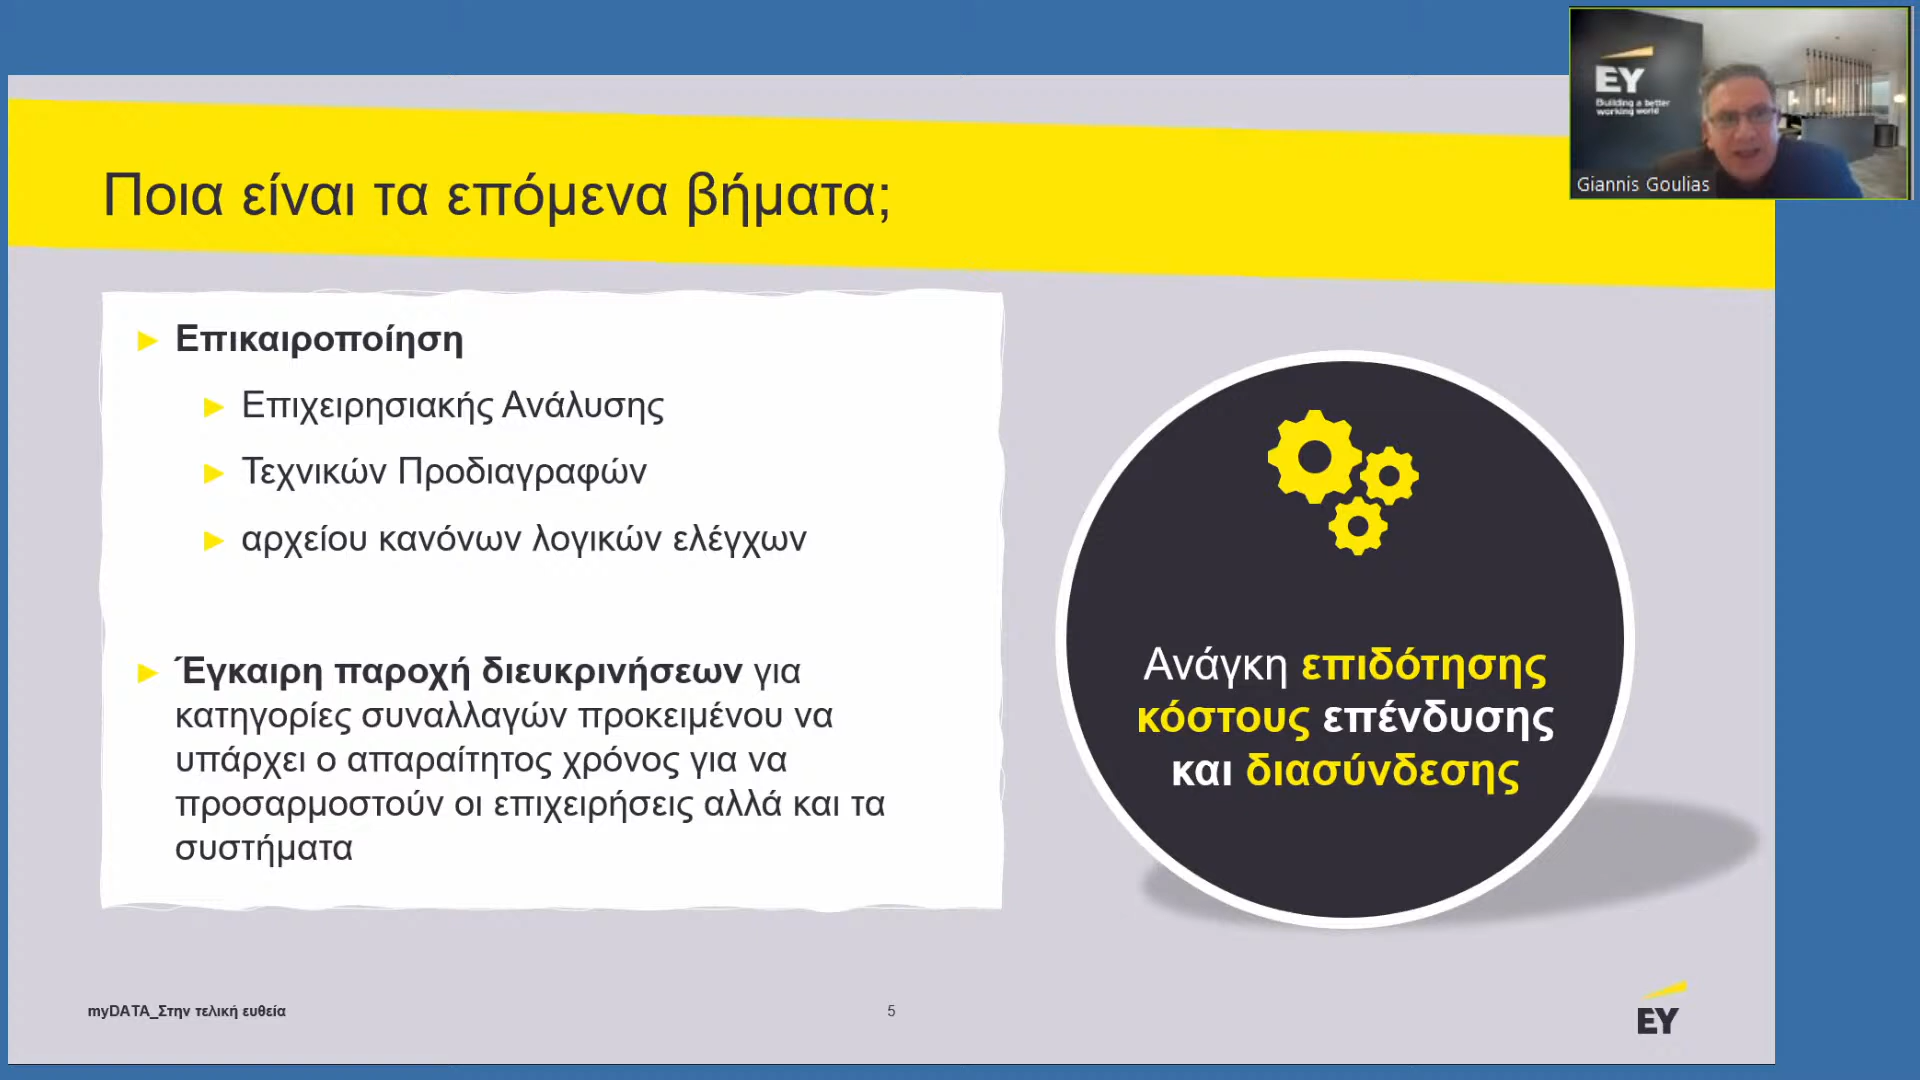 EY
Building a better
working world
Giannis Goulias
Ποια είναι τα επόμενα βήματα;
► Επικαιροποίηση
► Επιχειρησιακής Ανάλυσης
► Τεχνικών Προδιαγραφών
► αρχείου κανόνων λογικών ελέγχων
► Έγκαιρη παροχή διευκρινήσεων για
κατηγορίες συναλλαγών προκειμένου να
υπάρχει ο απαραίτητος χρόνος για να
προσαρμοστούν οι επιχειρήσεις αλλά και τα
συστήματα
Ανάγκη επιδότησης
κόστους επένδυσης
και διασύνδεσης
myDATA_Στην τελική ευθεία
5
EY